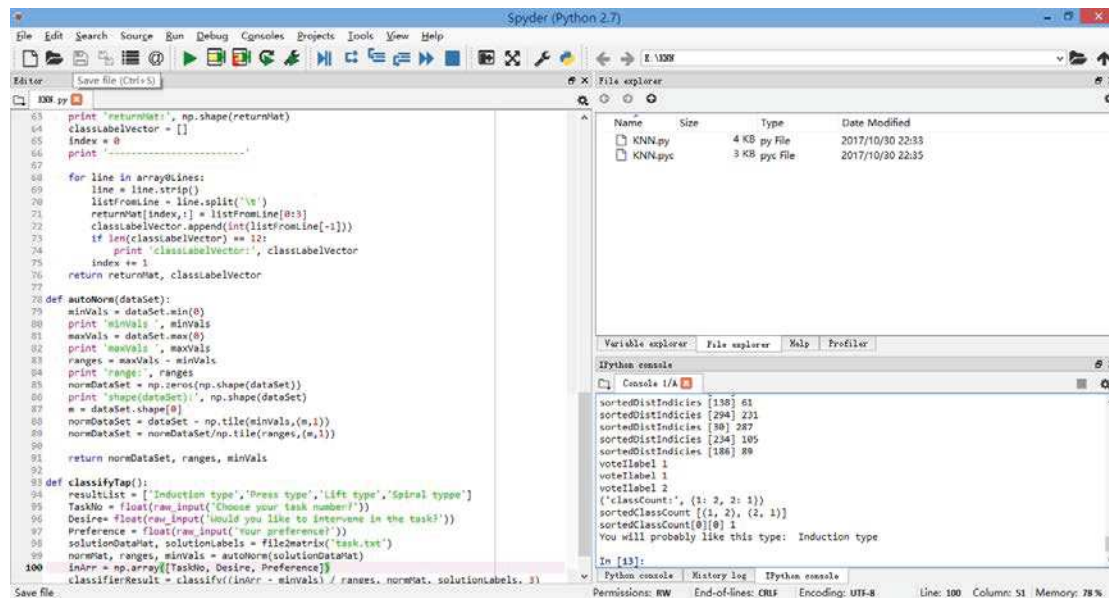 Spyder (Python 2.7)
File Edit Search Source Run Debug Consoles Projects Tools View Help
E:\KNN
Editor
Save file (Ctrl+S)
File explorer
KNN.py
Name Size Type Date Modified
KNN.py 4 KB py File 2017/10/30 22:33
KNN.pyc 3 KB pyc File 2017/10/30 22:35
63 print 'returnMat:', np.shape(returnMat)
64 classLabelVector = []
65 index = 0
66 print '-------------------------'
67
68 for line in array0Lines:
69 line = line.strip()
70 listFromLine = line.split('\t')
71 returnMat[index,:] = listFromLine[0:3]
72 classLabelVector.append(int(listFromLine[-1]))
73 if len(classLabelVector) == 12:
74 print 'classLabelVector:', classLabelVector
75 index += 1
76 return returnMat, classLabelVector
77
78 def autoNorm(dataSet):
79 minVals = dataSet.min(0)
80 print 'minVals ', minVals
81 maxVals = dataSet.max(0)
82 print 'maxVals ', maxVals
83 ranges = maxVals - minVals
84 print 'range:', ranges
85 normDataSet = np.zeros(np.shape(dataSet))
86 print 'shape(dataSet):', np.shape(dataSet)
87 m = dataSet.shape[0]
88 normDataSet = dataSet - np.tile(minVals,(m,1))
89 normDataSet = normDataSet/np.tile(ranges,(m,1))
90
91 return normDataSet, ranges, minVals
92
93 def classifyTap():
94 resultList = ['Induction type','Press type','Lift type','Spiral typpe']
95 TaskNo = float(raw_input('Choose your task number?'))
96 Desire= float(raw_input('Would you like to intervene in the task?'))
97 Preference = float(raw_input('Your preference?'))
98 solutionDataMat, solutionLabels = file2matrix('task.txt')
99 normMat, ranges, minVals = autoNorm(solutionDataMat)
100 inArr = np.array([TaskNo, Desire, Preference])
classifierResult = classify((inArr - minVals) / ranges, normMat, solutionLabels, 3)
Variable explorer File explorer Help Profiler
IPython console
Console 1/A
sortedDistIndicies [138] 61
sortedDistIndicies [294] 231
sortedDistIndicies [30] 287
sortedDistIndicies [234] 105
sortedDistIndicies [186] 89
voteIlabel 1
voteIlabel 1
voteIlabel 2
('classCount:', {1: 2, 2: 1})
sortedClassCount [(1, 2), (2, 1)]
sortedClassCount[0][0] 1
You will probably like this type: Induction type
In [13]:
Python console History log IPython console
Save file
Permissions: RW End-of-lines: CRLF Encoding: UTF-8 Line: 100 Column: 51 Memory: 78 %